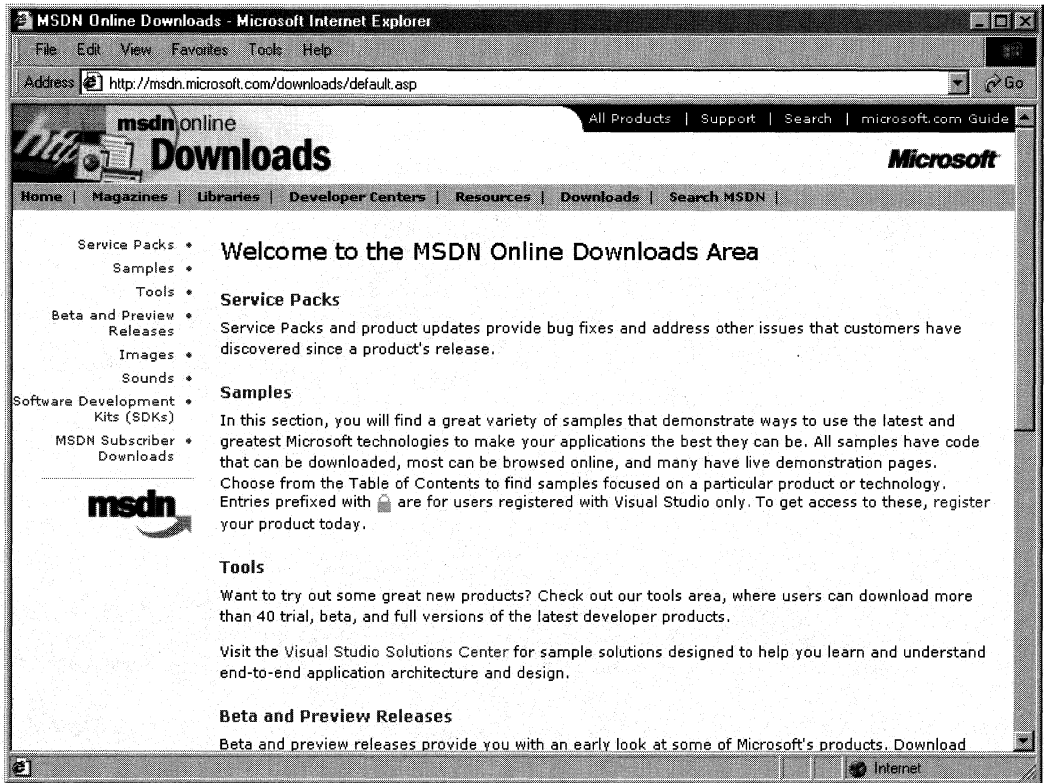 MSDN Online Downloads - Microsoft Internet Explorer
File Edit View Favorites Tools Help
Address http://msdn.microsoft.com/downloads/default.asp Go
All Products | Support | Search | microsoft.com Guide
http
msdn online
Downloads
Microsoft
Home | Magazines | Libraries | Developer Centers | Resources | Downloads | Search MSDN |
Service Packs •
Samples •
Tools •
Beta and Preview •
Releases
Images •
Sounds •
Software Development •
Kits (SDKs)
MSDN Subscriber •
Downloads
msdn
Welcome to the MSDN Online Downloads Area
Service Packs
Service Packs and product updates provide bug fixes and address other issues that customers have
discovered since a product's release.
Samples
In this section, you will find a great variety of samples that demonstrate ways to use the latest and
greatest Microsoft technologies to make your applications the best they can be. All samples have code
that can be downloaded, most can be browsed online, and many have live demonstration pages.
Choose from the Table of Contents to find samples focused on a particular product or technology.
Entries prefixed with are for users registered with Visual Studio only. To get access to these, register
your product today.
Tools
Want to try out some great new products? Check out our tools area, where users can download more
than 40 trial, beta, and full versions of the latest developer products.
Visit the Visual Studio Solutions Center for sample solutions designed to help you learn and understand
end-to-end application architecture and design.
Beta and Preview Releases
Beta and preview releases provide you with an early look at some of Microsoft's products. Download
Internet